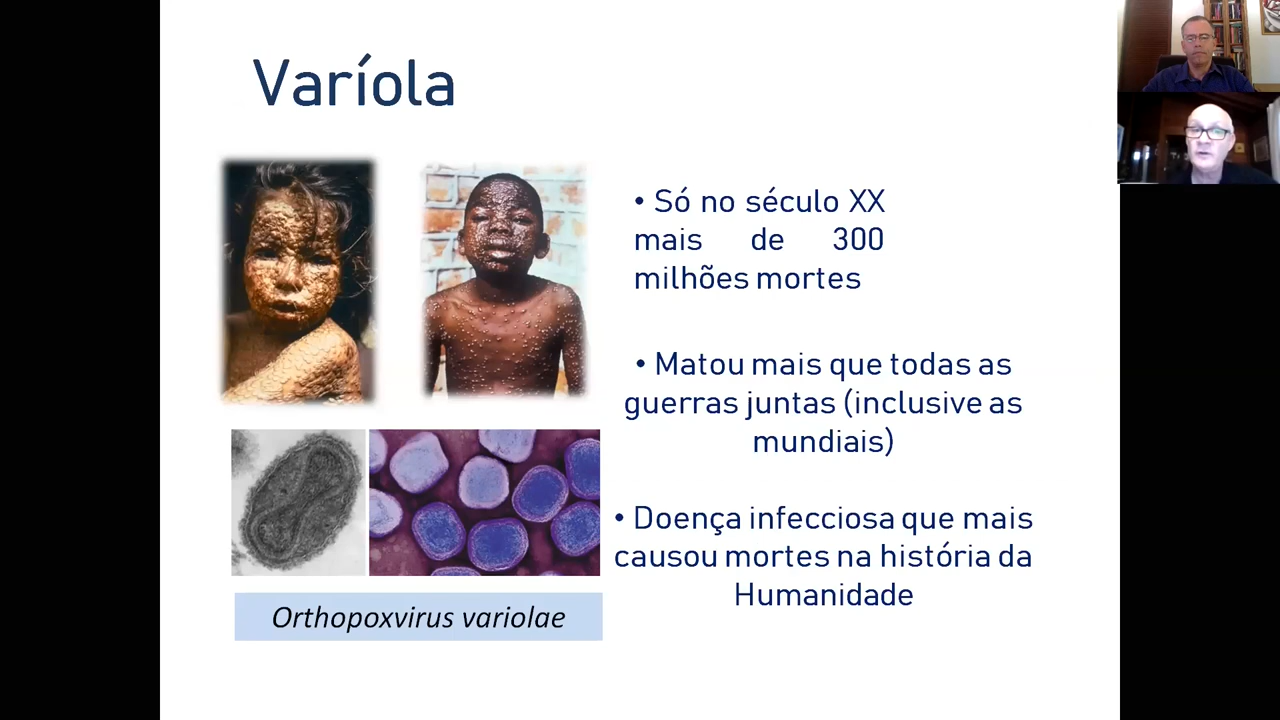 Varíola
• Só no século XX
mais de 300
milhões mortes
• Matou mais que todas as
guerras juntas (inclusive as
mundiais)
• Doença infecciosa que mais
causou mortes na história da
Humanidade
Orthopoxvirus variolae